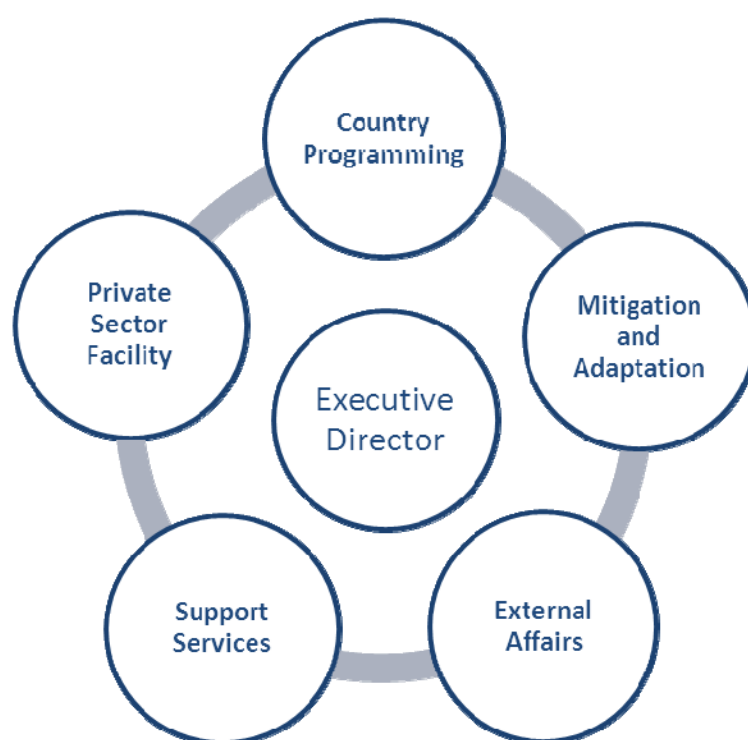 Country
Programming
Private
Sector
Facility
Mitigation
and
Adaptation
Executive
Director
Support
Services
External
Affairs